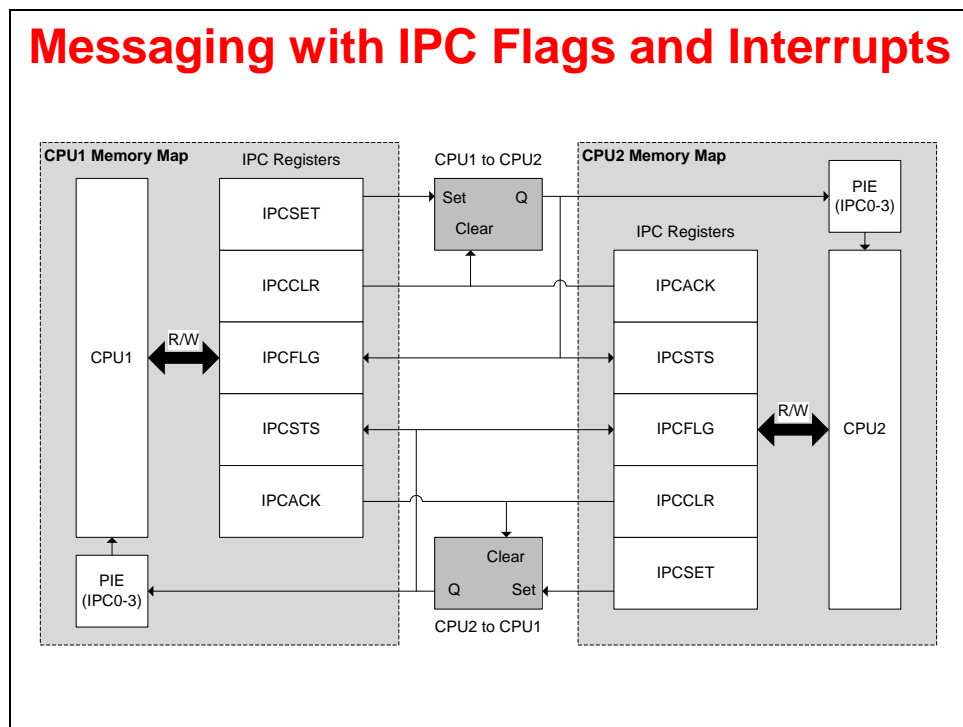 Messaging with IPC Flags and Interrupts
CPU1 Memory Map
IPC Registers
CPU1
R/W
IPCSET
IPCCLR
IPCFLG
IPCSTS
IPCACK
PIE
(IPC0-3)
CPU1 to CPU2
Set Q
Clear
Clear
Q Set
CPU2 to CPU1
CPU2 Memory Map
PIE
(IPC0-3)
IPC Registers
IPCACK
IPCSTS
IPCFLG
IPCCLR
IPCSET
R/W
CPU2